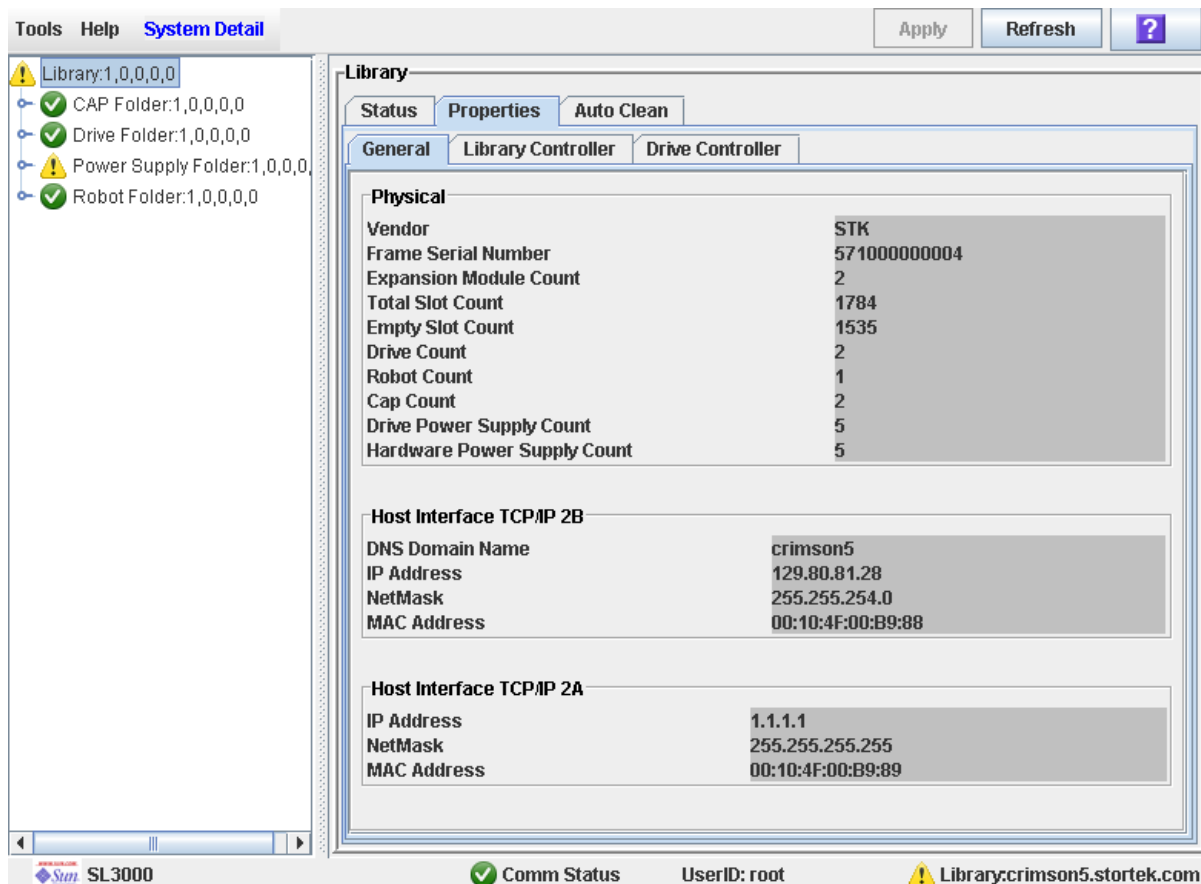 Tools Help System Detail Apply Refresh ?
Library:1,0,0,0,0
CAP Folder:1,0,0,0,0
Drive Folder:1,0,0,0,0
Power Supply Folder:1,0,0,0,
Robot Folder:1,0,0,0,0
Library
Status Properties Auto Clean
General Library Controller Drive Controller
Physical
Vendor STK
Frame Serial Number 571000000004
Expansion Module Count 2
Total Slot Count 1784
Empty Slot Count 1535
Drive Count 2
Robot Count 1
Cap Count 2
Drive Power Supply Count 5
Hardware Power Supply Count 5
Host Interface TCP/IP 2B
DNS Domain Name crimson5
IP Address 129.80.81.28
NetMask 255.255.254.0
MAC Address 00:10:4F:00:B9:88
Host Interface TCP/IP 2A
IP Address 1.1.1.1
NetMask 255.255.255.255
MAC Address 00:10:4F:00:B9:89
Sun SL3000 Comm Status UserID: root Library:crimson5.stortek.com